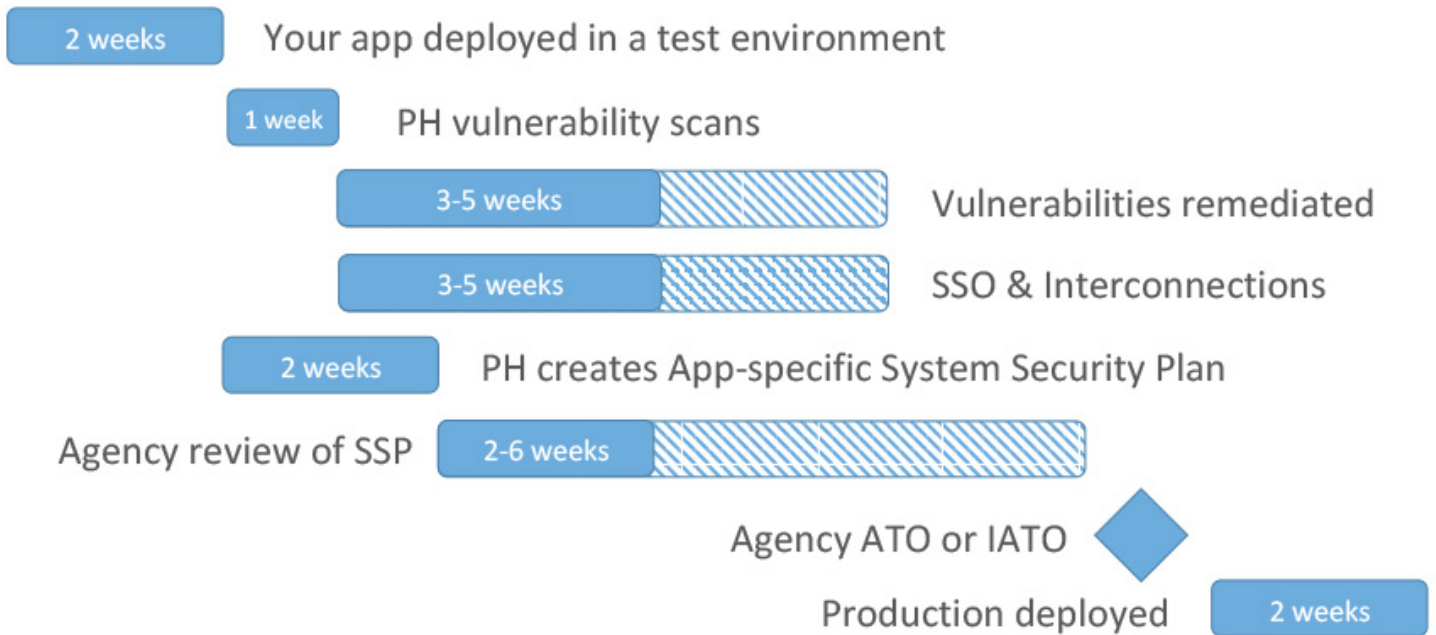 2 weeks Your app deployed in a test environment
1 week PH vulnerability scans
3-5 weeks Vulnerabilities remediated
3-5 weeks SSO & Interconnections
2 weeks PH creates App-specific System Security Plan
Agency review of SSP 2-6 weeks
Agency ATO or IATO
Production deployed 2 weeks